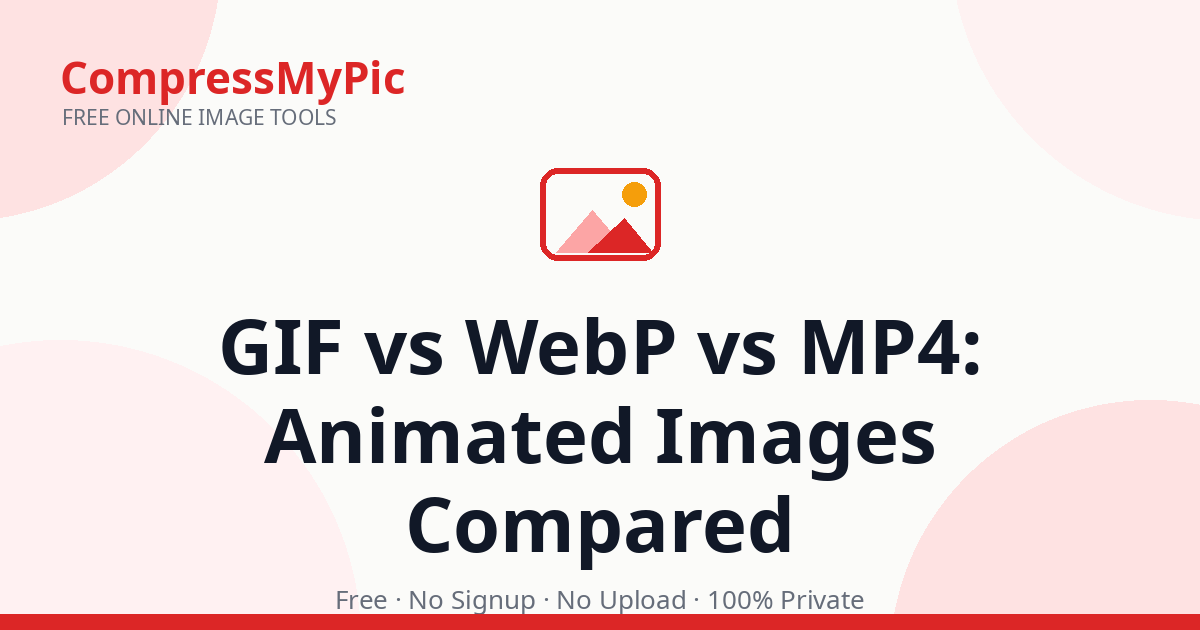 CompressMyPic
FREE ONLINE IMAGE TOOLS
GIF vs WebP vs MP4:
Animated Images
Compared
Free · No Signup · No Upload · 100% Private